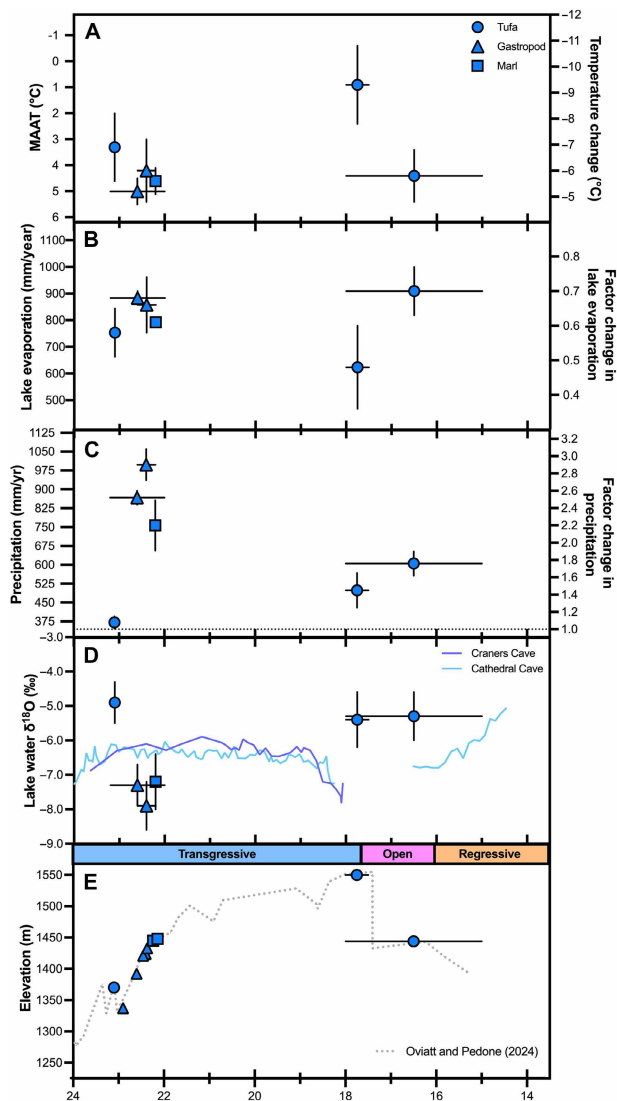 A
Tufa
Gastropod
Marl
MAAT (°C)
-1
0
1
2
3
4
5
6
Temperature change (°C)
−12
−11
−10
−9
−8
−7
−6
−5
B
Lake evaporation (mm/year)
1100
1000
900
800
700
600
500
Factor change in
lake evaporation
0.8
0.7
0.6
0.5
0.4
C
Precipitation (mm/yr)
1125
1050
975
900
825
750
675
600
525
450
375
Factor change in
precipitation
3.2
3.0
2.8
2.6
2.4
2.2
2.0
1.8
1.6
1.4
1.2
1.0
D
Craners Cave
Cathedral Cave
Lake water δ18O (‰)
−3.0
−4.0
−5.0
−6.0
−7.0
−8.0
−9.0
Transgressive
Open
Regressive
E
Elevation (m)
1550
1500
1450
1400
1350
1300
1250
Oviatt and Pedone (2024)
24
22
20
18
16
14